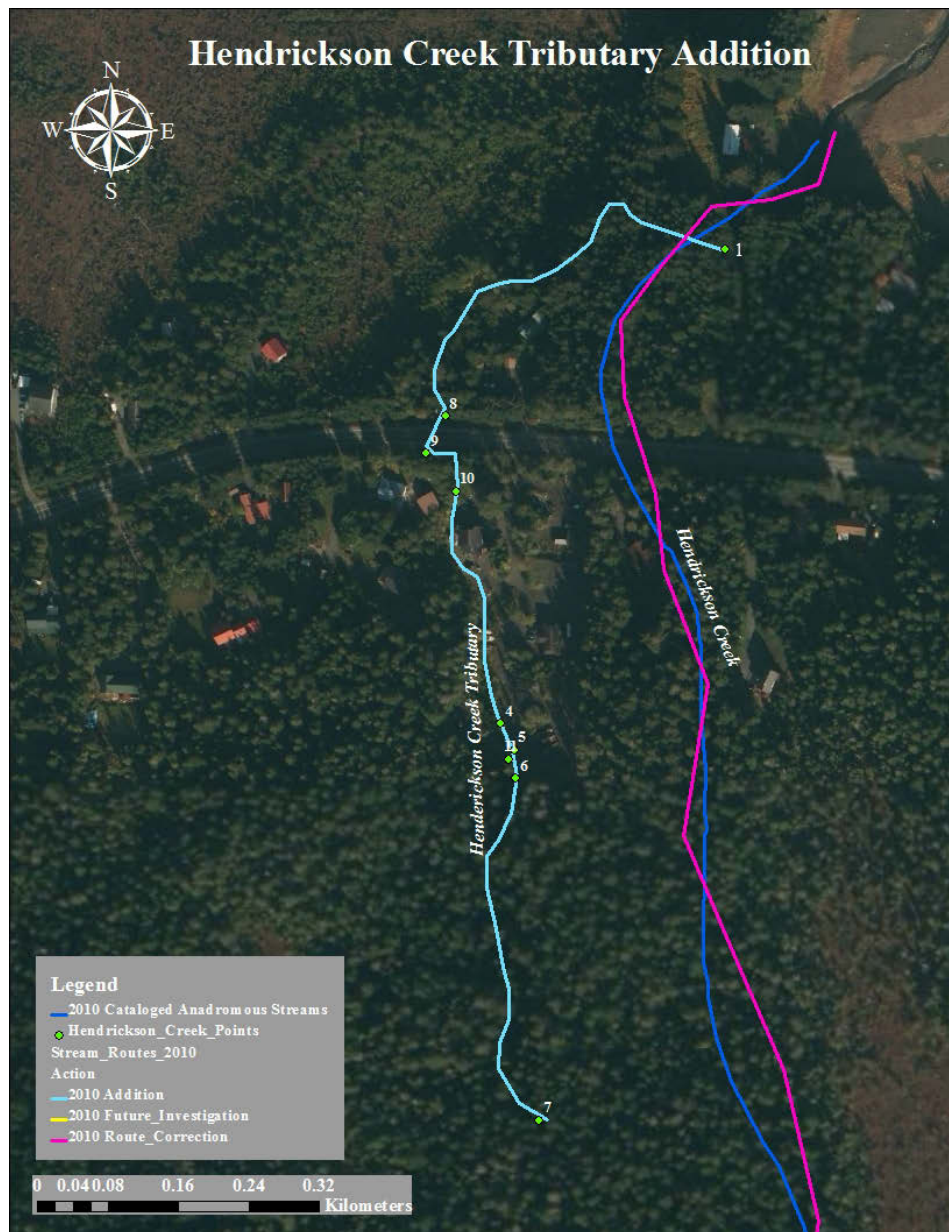 Hendrickson Creek Tributary Addition
N
W E
S
1
8
9
10
Hendrickson Creek
Henderickson Creek Tributary
4
5
11
6
7
Legend
2010 Cataloged Anadromous Streams
Hendrickson_Creek_Points
Stream_Routes_2010
Action
2010 Addition
2010 Future_Investigation
2010 Route_Correction
0 0.04 0.08 0.16 0.24 0.32
Kilometers